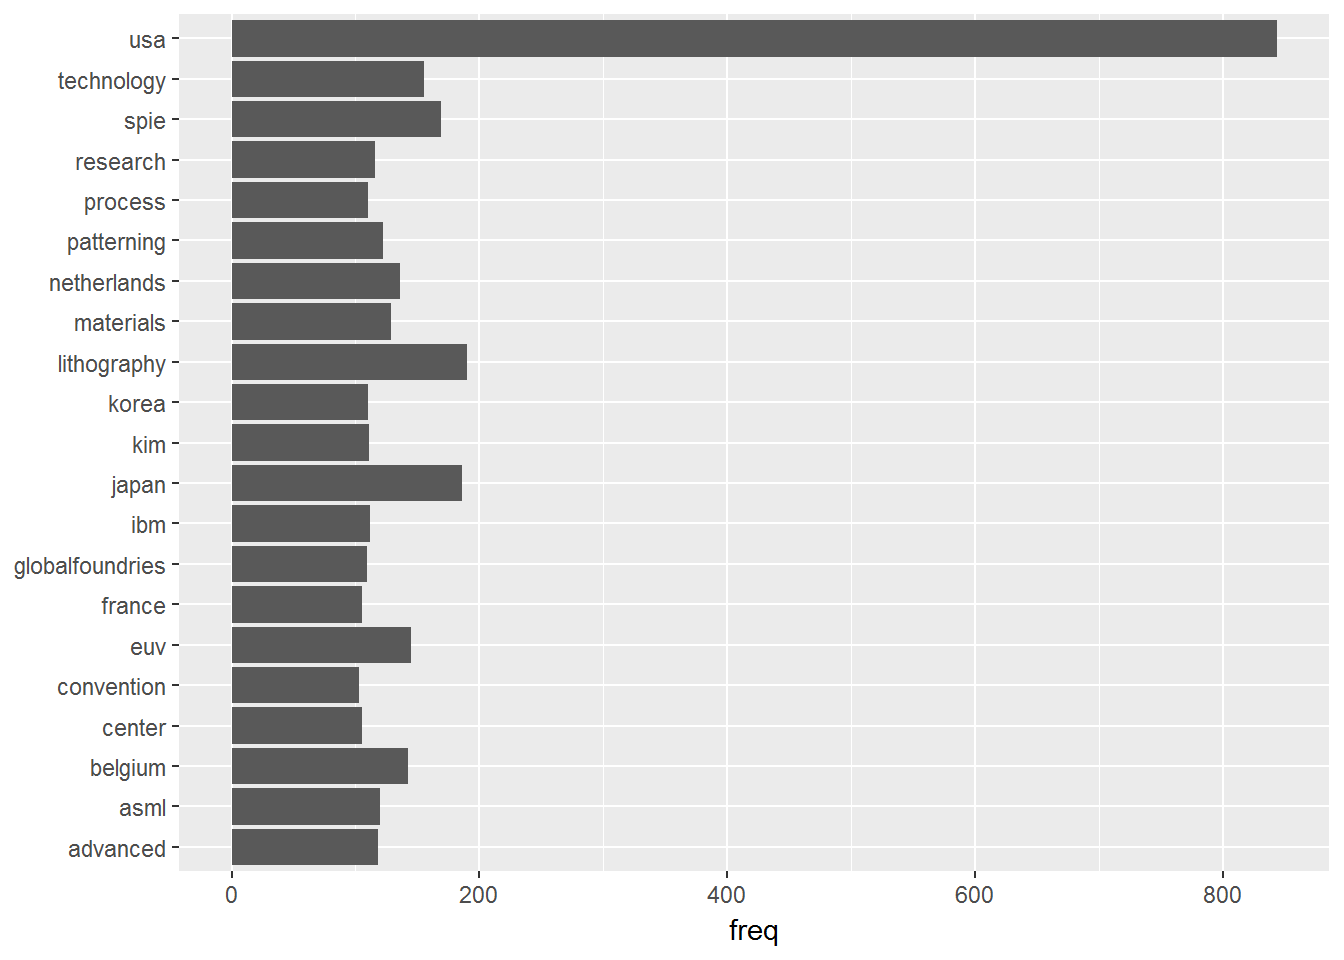 usa
technology
spie
research
process
patterning
netherlands
materials
lithography
korea
kim
japan
ibm
globalfoundries
france
euv
convention
center
belgium
asml
advanced
0 200 400 600 800
freq